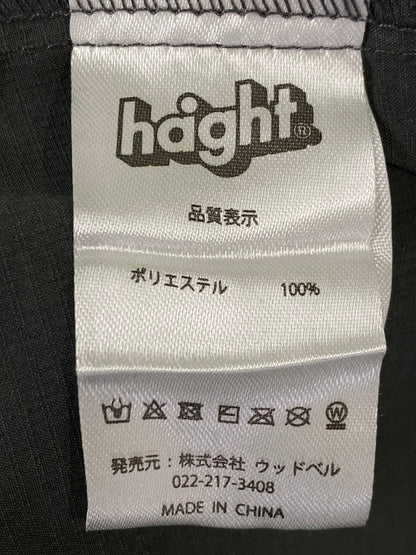 haight®
品質表示
ポリエステル 100%
W
発売元：株式会社 ウッドベル
022-217-3408
MADE IN CHINA